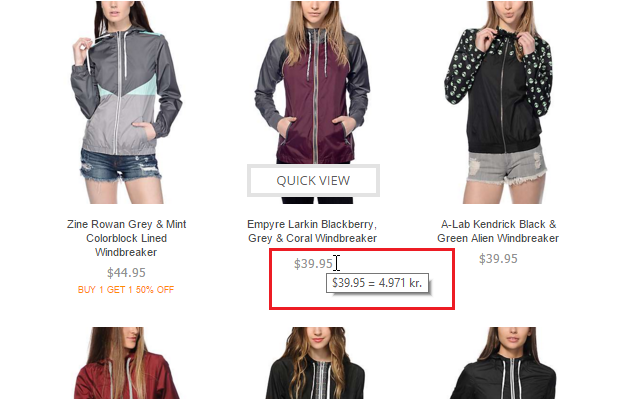 QUICK VIEW
Zine Rowan Grey & Mint
Colorblock Lined
Windbreaker
$44.95
BUY 1 GET 1 50% OFF
Empyre Larkin Blackberry,
Grey & Coral Windbreaker
$39.95
$39.95 = 4.971 kr.
A-Lab Kendrick Black &
Green Alien Windbreaker
$39.95